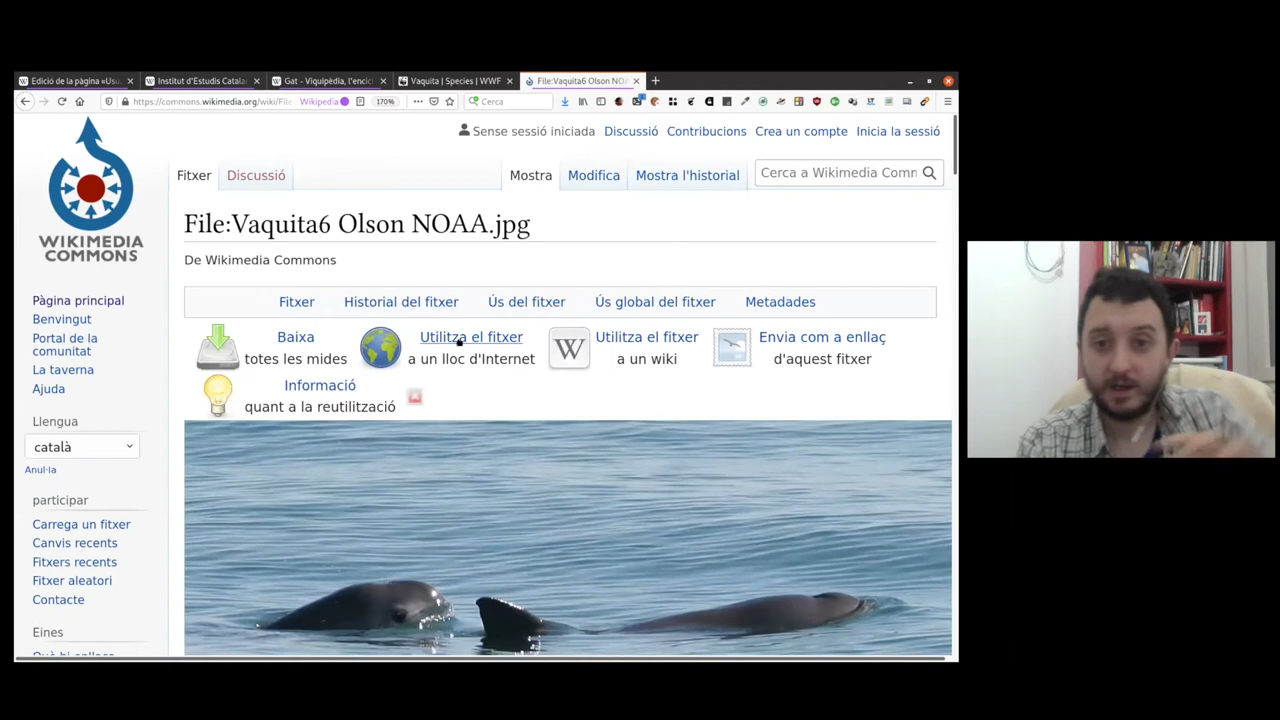 Edició de la pàgina «Usu
Institut d'Estudis Catala
Gat - Viquipèdia, l'enci
Vaquita | Species | WWF
File:Vaquita6 Olson NOA
https://commons.wikimedia.org/wiki/File
Wikipedia
170%
Cerca
Sense sessió iniciada Discussió Contribucions Crea un compte Inicia la sessió
Fitxer Discussió Mostra Modifica Mostra l'historial Cerca a Wikimedia Comm
WIKIMEDIA
COMMONS
File:Vaquita6 Olson NOAA.jpg
De Wikimedia Commons
Fitxer Historial del fitxer Ús del fitxer Ús global del fitxer Metadades
Baixa
totes les mides
Utilitza el fitxer
a un lloc d'Internet
W
Utilitza el fitxer
a un wiki
Envia com a enllaç
d'aquest fitxer
Informació
quant a la reutilització
Pàgina principal
Benvingut
Portal de la
comunitat
La taverna
Ajuda
Llengua
català
Anul·la
participar
Carrega un fitxer
Canvis recents
Fitxers recents
Fitxer aleatori
Contacte
Eines